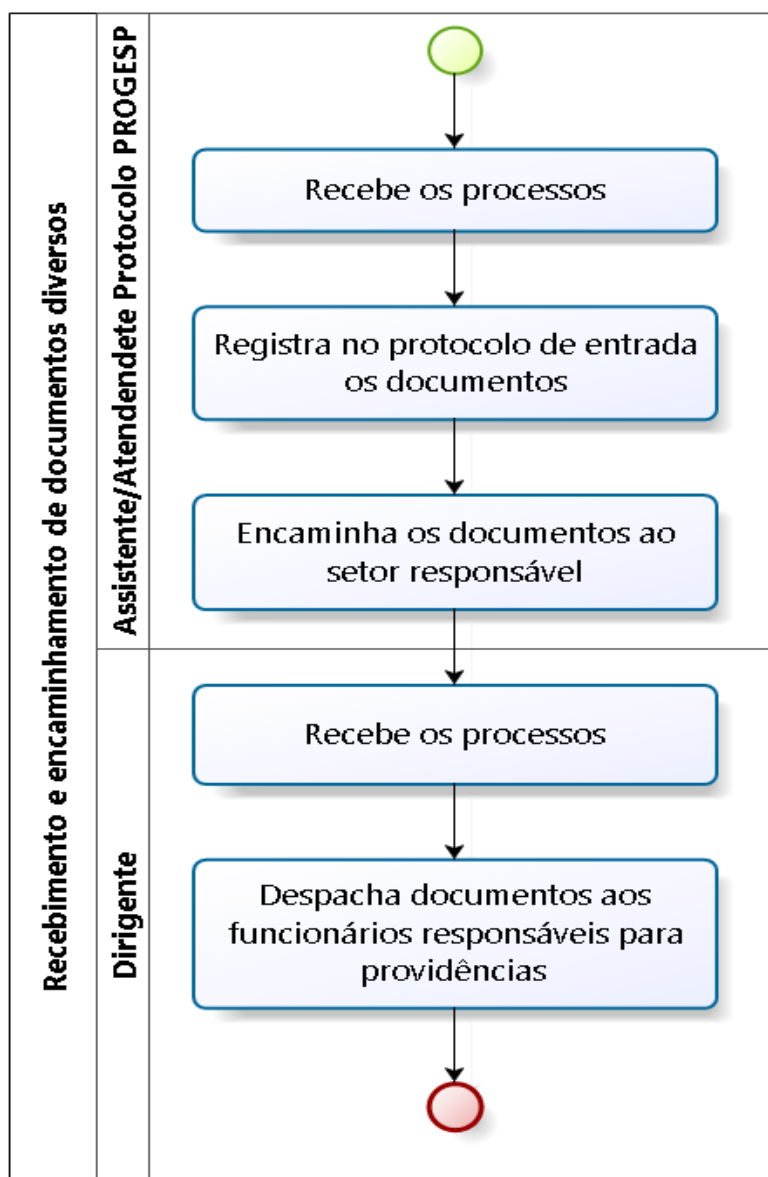 Recebimento e encaminhamento de documentos diversos
Assistente/Atendendete Protocolo PROGESP
Recebe os processos
Registra no protocolo de entrada
os documentos
Encaminha os documentos ao
setor responsável
Dirigente
Recebe os processos
Despacha documentos aos
funcionários responsáveis para
providências